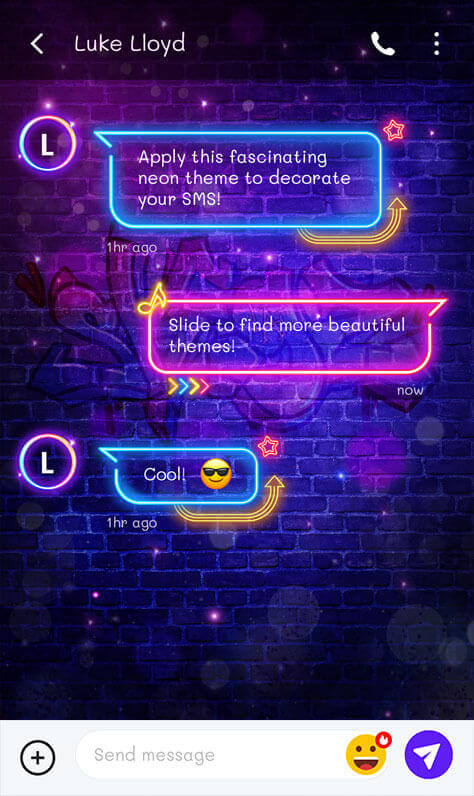 Luke Lloyd
L
Apply this fascinating
neon theme to decorate
your SMS!
1hr ago
Slide to find more beautiful
themes!
now
L
Cool! 😎
1hr ago
Send message